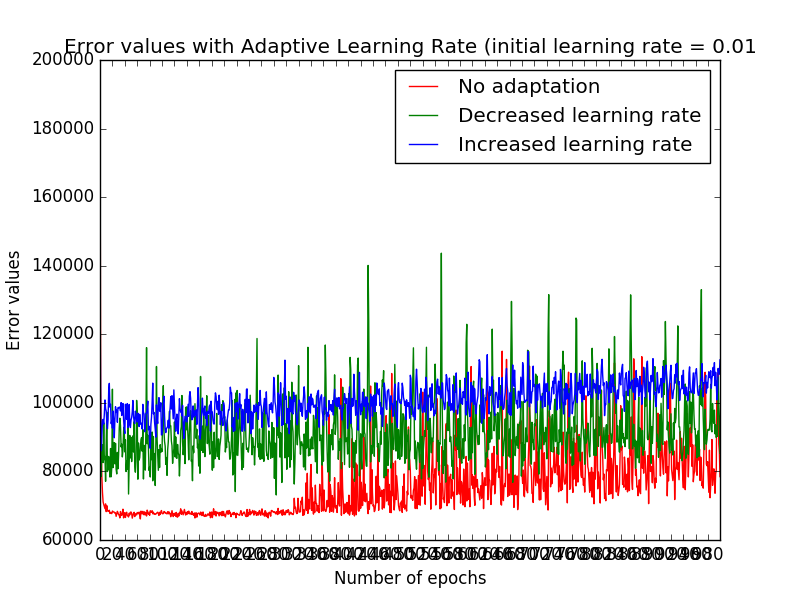 Error values with Adaptive Learning Rate (initial learning rate = 0.01
200000
180000
160000
140000
120000
100000
80000
60000
Error values
No adaptation
Decreased learning rate
Increased learning rate
Number of epochs